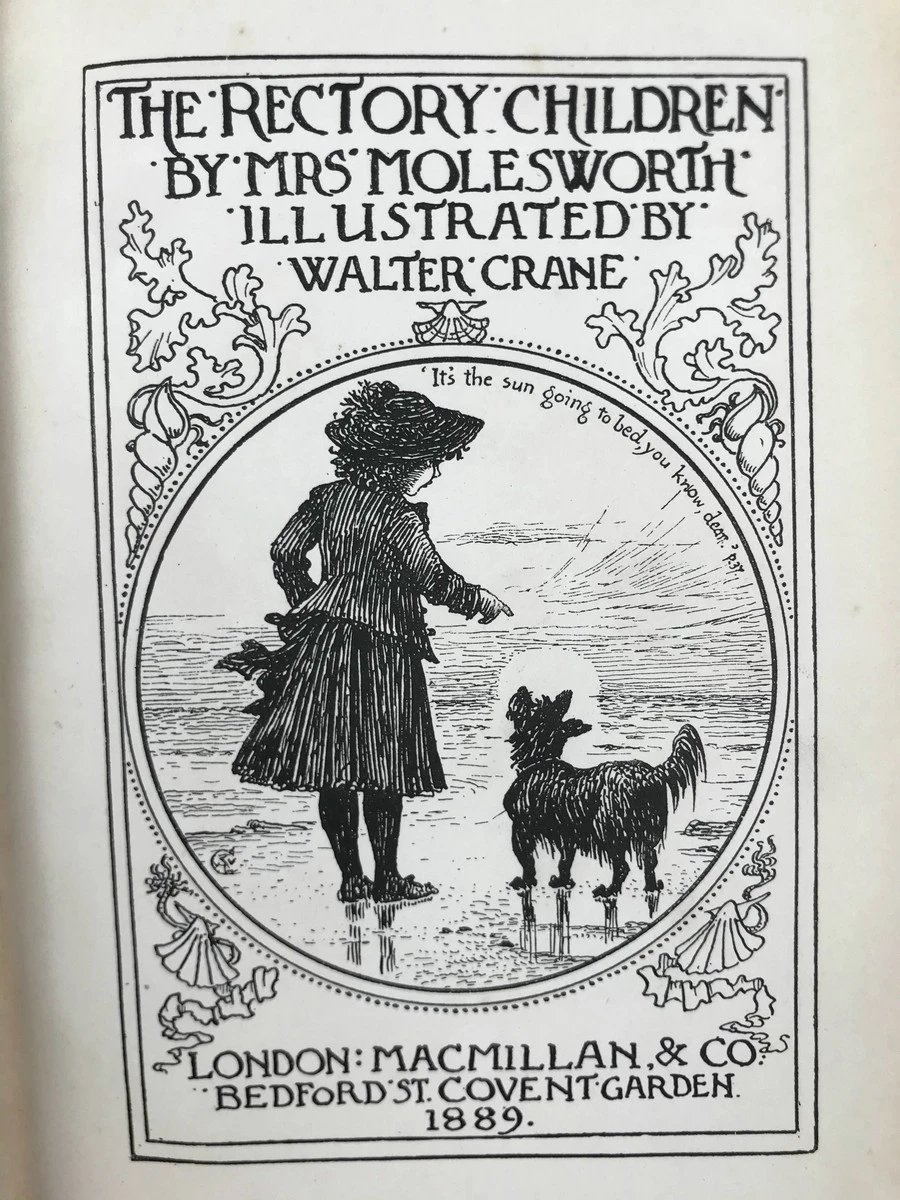 THE·RECTORY·CHILDREN·
·BY·MRS·MOLESWORTH·
·ILLUSTRATED·BY·
·WALTER·CRANE·
'It's the sun going to bed, you know, dear.' p.37
LONDON: MACMILLAN, & CO:
··BEDFORD·ST. COVENT·GARDEN.
1889.